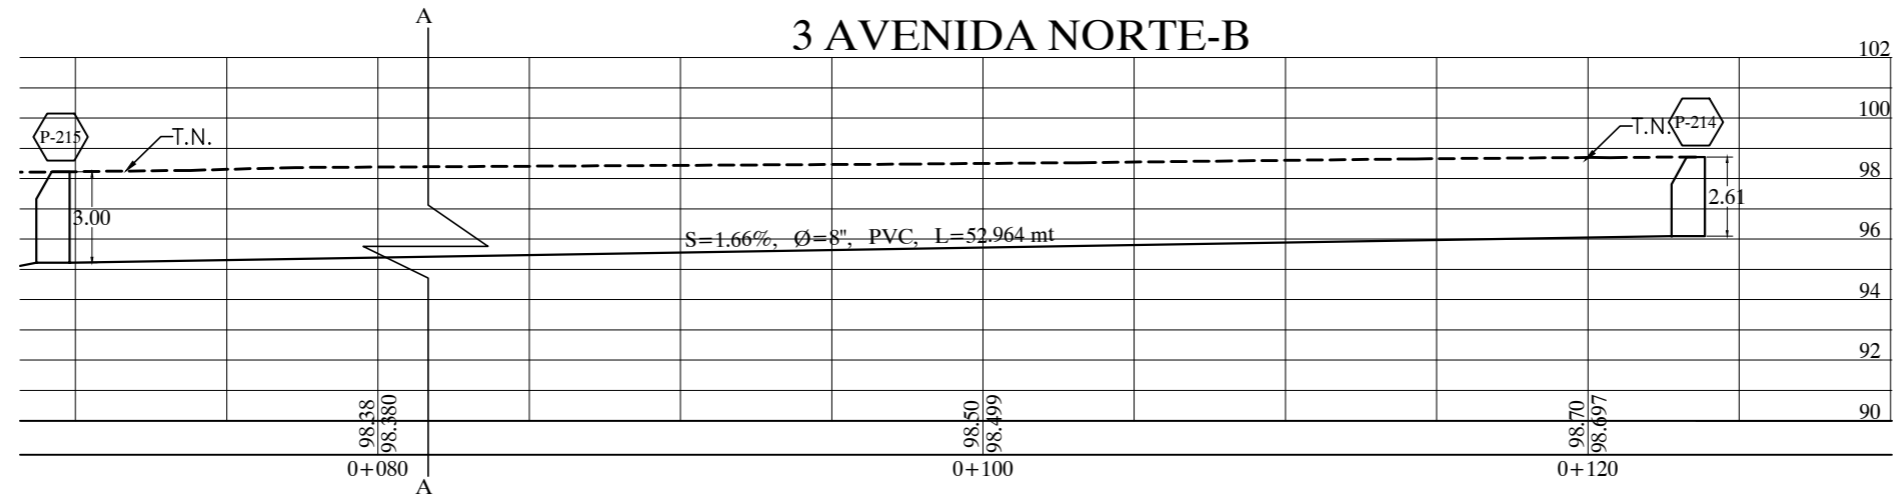 A
3 AVENIDA NORTE-B
102
100
P-215
T.N.
T.N.
P-214
98
3.00
2.61
S=1.66%, Ø=8", PVC, L=52.964 mt
96
94
92
90
98.38
98.380
98.50
98.499
98.70
98.697
0+080
0+100
0+120
A